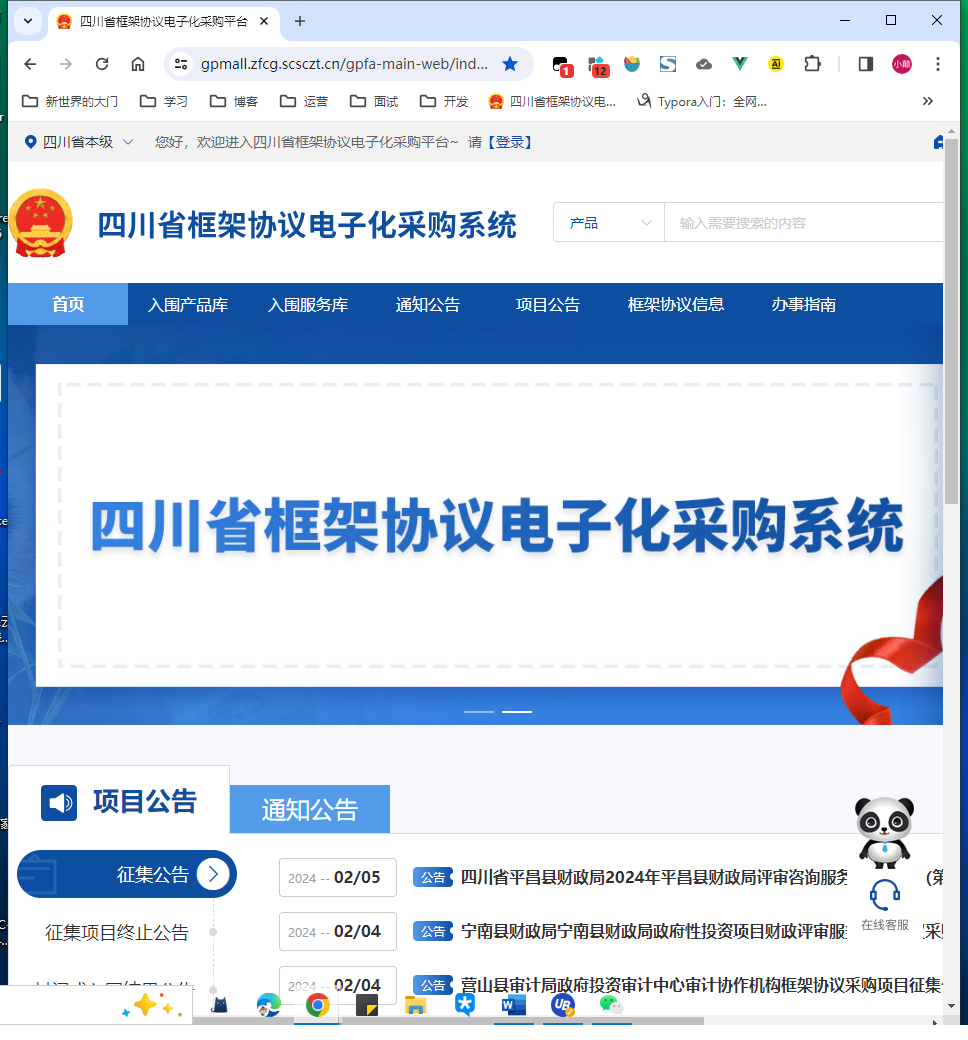 四川省框架协议电子化采购平台
gpmall.zfcg.scsczt.cn/gpfa-main-web/ind...
1
12
AI
小颠
新世界的大门 学习 博客 运营 面试 开发 四川省框架协议电... Typora入门：全网...
四川省本级 您好，欢迎进入四川省框架协议电子化采购平台~ 请【登录】
四川省框架协议电子化采购系统
产品 输入需要搜索的内容
首页 入围产品库 入围服务库 通知公告 项目公告 框架协议信息 办事指南
四川省框架协议电子化采购系统
项目公告 通知公告
征集公告
2024 -- 02/05 公告 四川省平昌县财政局2024年平昌县财政局评审咨询服务 (第
征集项目终止公告
2024 -- 02/04 公告 宁南县财政局宁南县财政局政府性投资项目财政评审服 采
2024 -- 02/04 公告 营山县审计局政府投资审计中心审计协作机构框架协议采购项目征集
在线客服